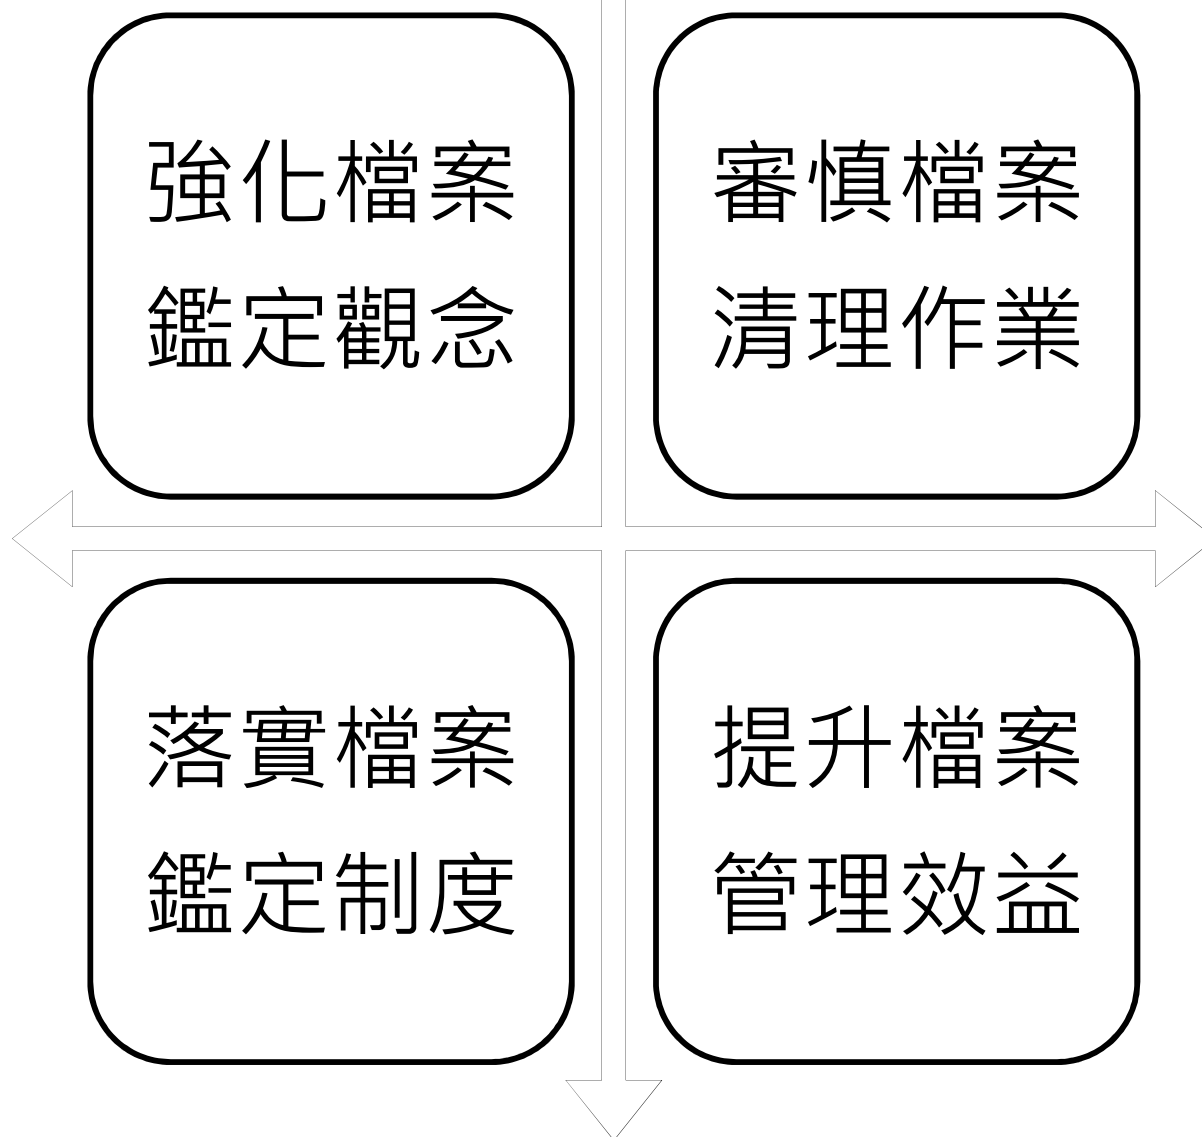 強化檔案
鑑定觀念
審慎檔案
清理作業
落實檔案
鑑定制度
提升檔案
管理效益